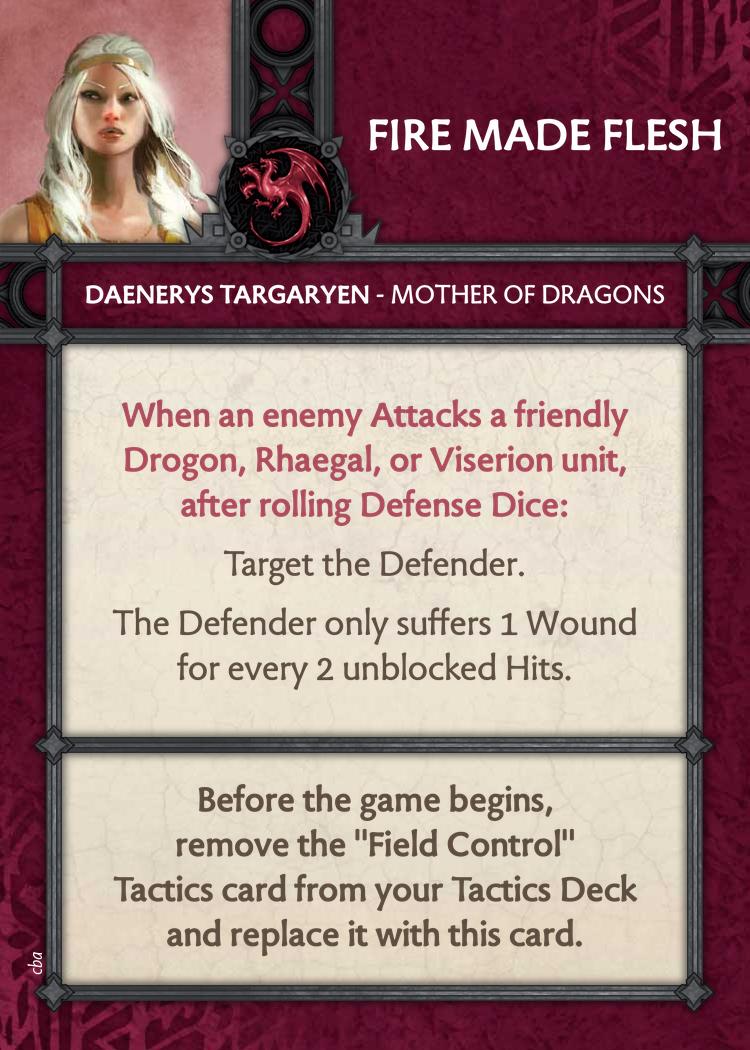 FIRE MADE FLESH
DAENERYS TARGARYEN - MOTHER OF DRAGONS
When an enemy Attacks a friendly
Drogon, Rhaegal, or Viserion unit,
after rolling Defense Dice:
Target the Defender.
The Defender only suffers 1 Wound
for every 2 unblocked Hits.
Before the game begins,
remove the "Field Control"
Tactics card from your Tactics Deck
and replace it with this card.
cba